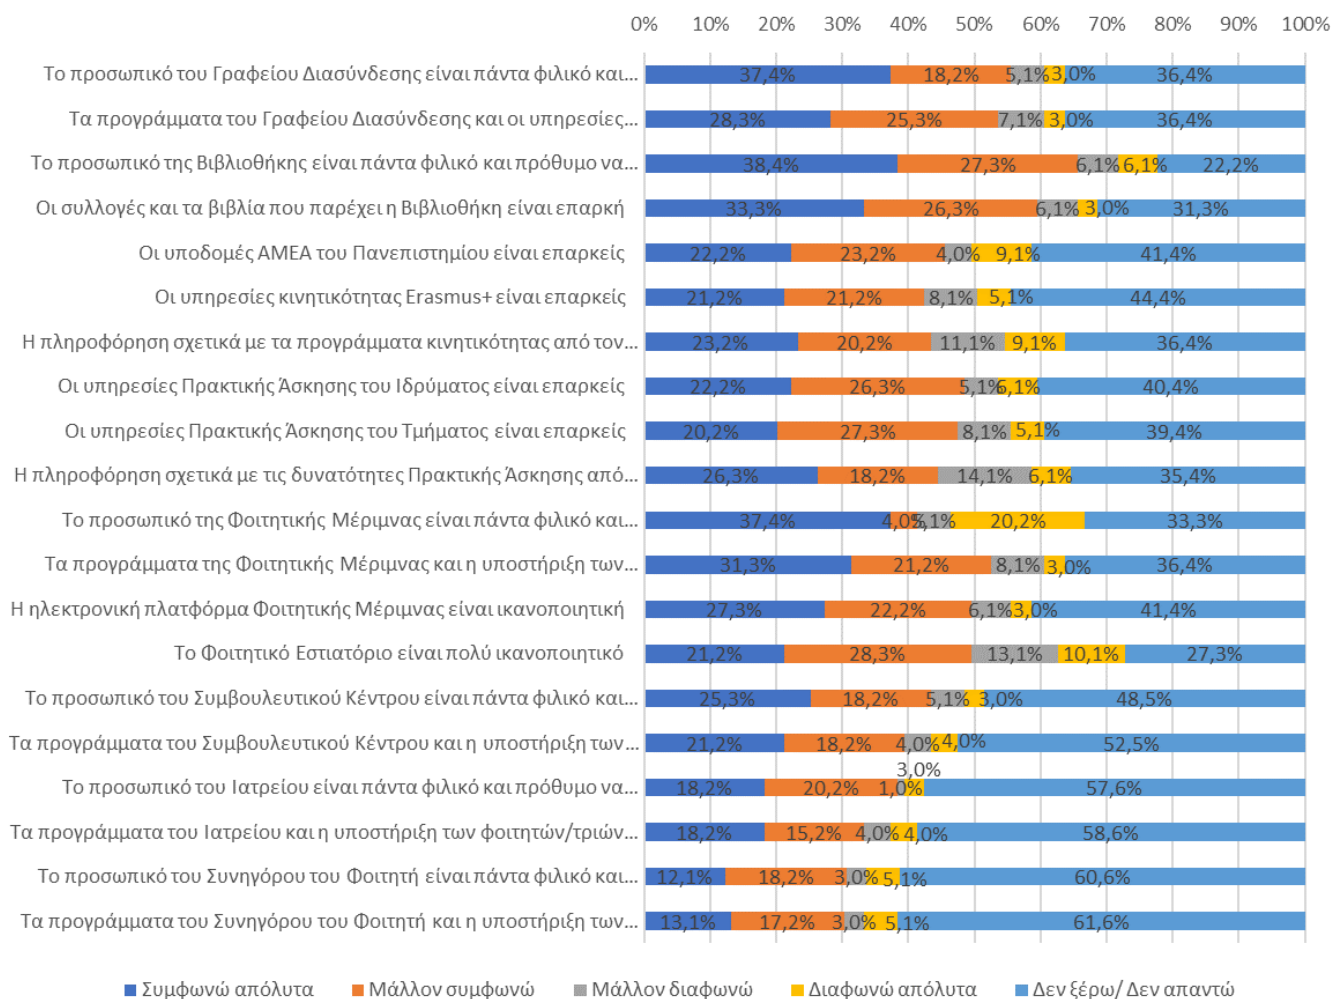 0% 10% 20% 30% 40% 50% 60% 70% 80% 90% 100%
Το προσωπικό του Γραφείου Διασύνδεσης είναι πάντα φιλικό και... 37,4% 18,2% 5,1% 3,0% 36,4%
Τα προγράμματα του Γραφείου Διασύνδεσης και οι υπηρεσίες... 28,3% 25,3% 7,1% 3,0% 36,4%
Το προσωπικό της Βιβλιοθήκης είναι πάντα φιλικό και πρόθυμο να... 38,4% 27,3% 6,1% 6,1% 22,2%
Οι συλλογές και τα βιβλία που παρέχει η Βιβλιοθήκη είναι επαρκή 33,3% 26,3% 6,1% 3,0% 31,3%
Οι υποδομές ΑΜΕΑ του Πανεπιστημίου είναι επαρκείς 22,2% 23,2% 4,0% 9,1% 41,4%
Οι υπηρεσίες κινητικότητας Erasmus+ είναι επαρκείς 21,2% 21,2% 8,1% 5,1% 44,4%
Η πληροφόρηση σχετικά με τα προγράμματα κινητικότητας από τον... 23,2% 20,2% 11,1% 9,1% 36,4%
Οι υπηρεσίες Πρακτικής Άσκησης του Ιδρύματος είναι επαρκείς 22,2% 26,3% 5,1% 6,1% 40,4%
Οι υπηρεσίες Πρακτικής Άσκησης του Τμήματος είναι επαρκείς 20,2% 27,3% 8,1% 5,1% 39,4%
Η πληροφόρηση σχετικά με τις δυνατότητες Πρακτικής Άσκησης από... 26,3% 18,2% 14,1% 6,1% 35,4%
Το προσωπικό της Φοιτητικής Μέριμνας είναι πάντα φιλικό και... 37,4% 4,0% 5,1% 20,2% 33,3%
Τα προγράμματα της Φοιτητικής Μέριμνας και η υποστήριξη των... 31,3% 21,2% 8,1% 3,0% 36,4%
Η ηλεκτρονική πλατφόρμα Φοιτητικής Μέριμνας είναι ικανοποιητική 27,3% 22,2% 6,1% 3,0% 41,4%
Το Φοιτητικό Εστιατόριο είναι πολύ ικανοποιητικό 21,2% 28,3% 13,1% 10,1% 27,3%
Το προσωπικό του Συμβουλευτικού Κέντρου είναι πάντα φιλικό και... 25,3% 18,2% 5,1% 3,0% 48,5%
Τα προγράμματα του Συμβουλευτικού Κέντρου και η υποστήριξη των... 21,2% 18,2% 4,0% 4,0% 52,5%
3,0%
Το προσωπικό του Ιατρείου είναι πάντα φιλικό και πρόθυμο να... 18,2% 20,2% 1,0% 57,6%
Τα προγράμματα του Ιατρείου και η υποστήριξη των φοιτητών/τριών... 18,2% 15,2% 4,0% 4,0% 58,6%
Το προσωπικό του Συνηγόρου του Φοιτητή είναι πάντα φιλικό και... 12,1% 18,2% 3,0% 5,1% 60,6%
Τα προγράμματα του Συνηγόρου του Φοιτητή και η υποστήριξη των... 13,1% 17,2% 3,0% 5,1% 61,6%
Συμφωνώ απόλυτα Μάλλον συμφωνώ Μάλλον διαφωνώ Διαφωνώ απόλυτα Δεν ξέρω/ Δεν απαντώ